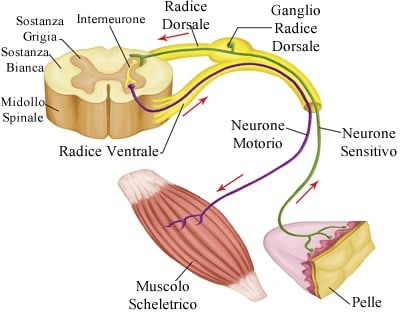 Sostanza
Grigia
Sostanza
Bianca
Midollo
Spinale
Interneurone
Radice
Dorsale
Ganglio
Radice
Dorsale
Radice Ventrale
Neurone
Motorio
Neurone
Sensitivo
Muscolo
Scheletrico
Pelle